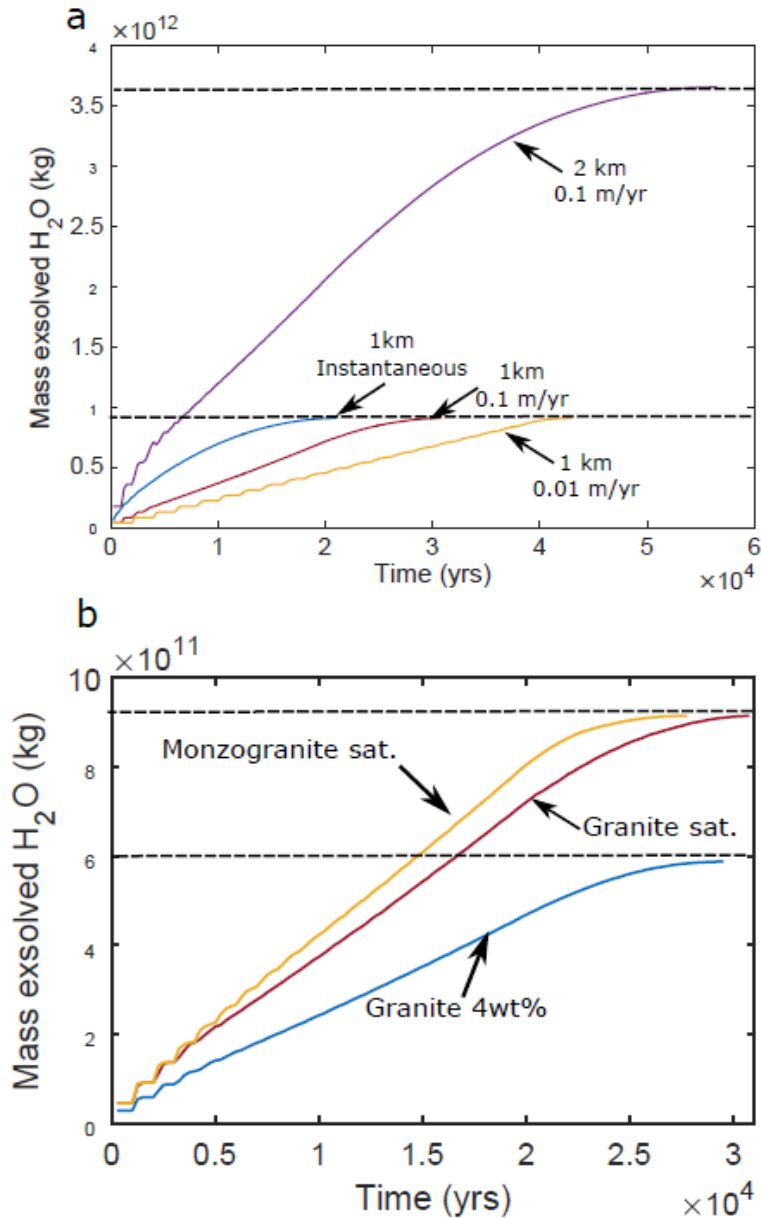 a
×10¹²
4
3.5
3
2.5
2
1.5
1
0.5
0
Mass exsolved H₂O (kg)
2 km
0.1 m/yr
1km
Instantaneous
1km
0.1 m/yr
1 km
0.01 m/yr
0 1 2 3 4 5 6
Time (yrs)
×10⁴
b
×10¹¹
10
8
6
4
2
0
Mass exsolved H₂O (kg)
Monzogranite sat.
Granite sat.
Granite 4wt%
0 0.5 1 1.5 2 2.5 3
Time (yrs)
×10⁴